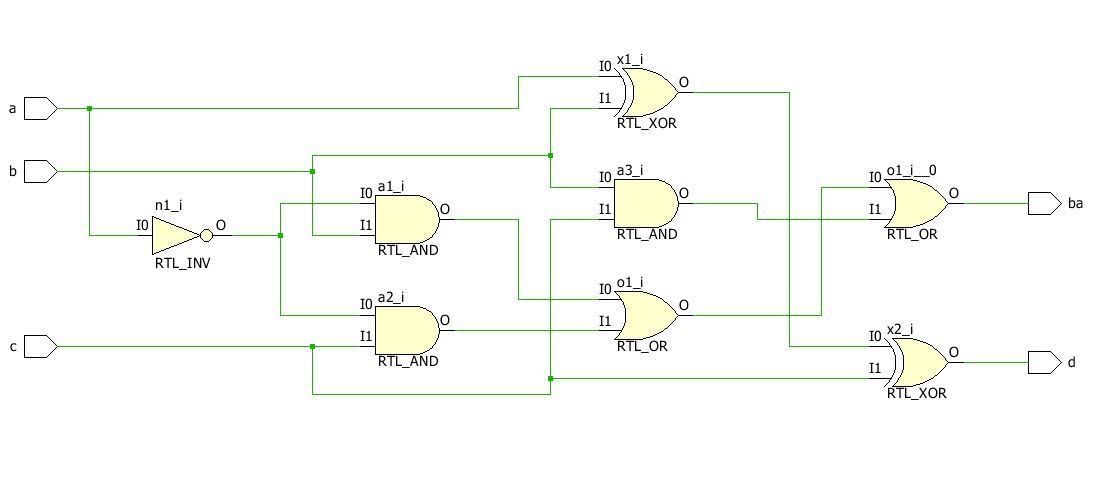 x1_i
I0
O
I1
RTL_XOR
a
b
a3_i
I0
O
I1
RTL_AND
o1_i__0
I0
O
I1
RTL_OR
ba
a1_i
I0
O
I1
RTL_AND
n1_i
I0
O
RTL_INV
a2_i
I0
O
I1
RTL_AND
o1_i
I0
O
I1
RTL_OR
c
x2_i
I0
O
I1
RTL_XOR
d